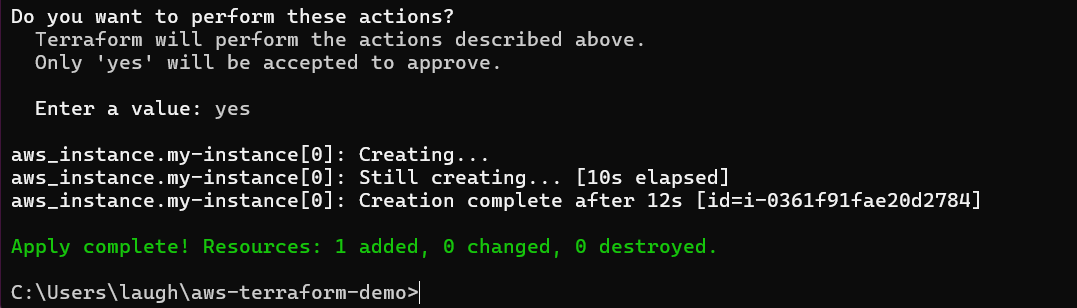 Do you want to perform these actions?
Terraform will perform the actions described above.
Only 'yes' will be accepted to approve.
Enter a value: yes
aws_instance.my-instance[0]: Creating...
aws_instance.my-instance[0]: Still creating... [10s elapsed]
aws_instance.my-instance[0]: Creation complete after 12s [id=i-0361f91fae20d2784]
Apply complete! Resources: 1 added, 0 changed, 0 destroyed.
C:\Users\laugh\aws-terraform-demo>